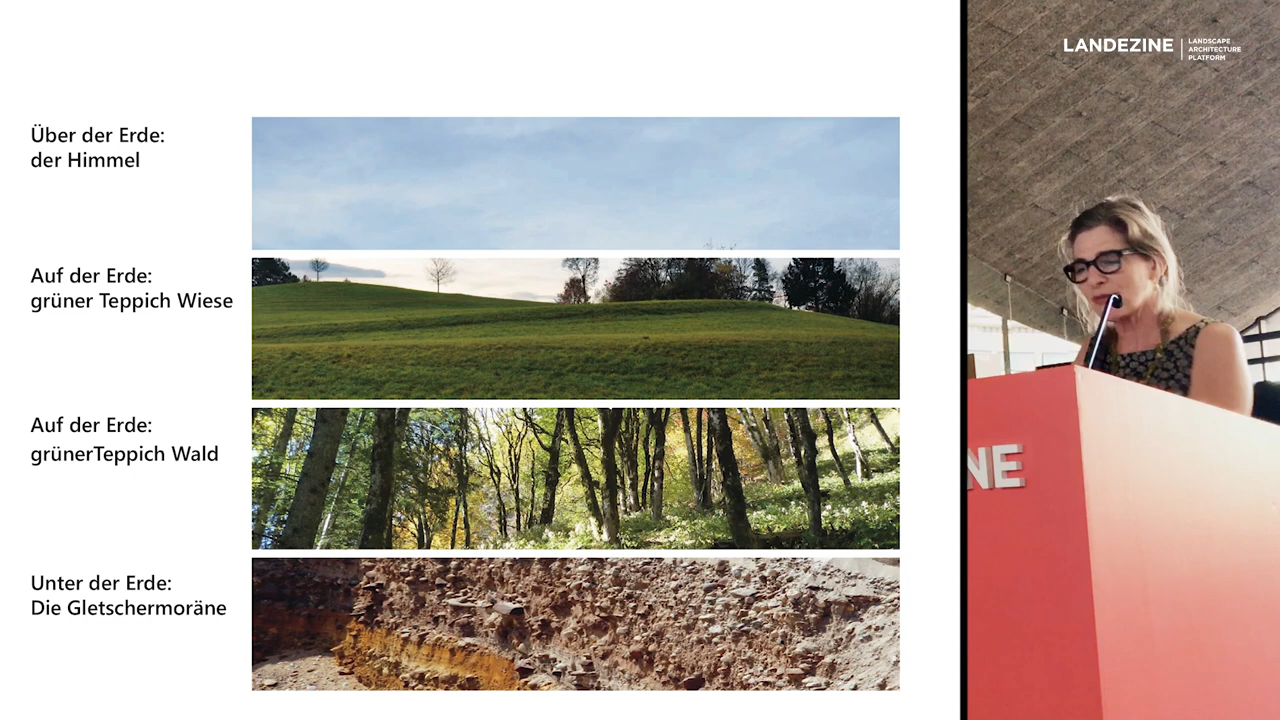 LANDEZINE
LANDSCAPE
ARCHITECTURE
PLATFORM
Über der Erde:
der Himmel
Auf der Erde:
grüner Teppich Wiese
Auf der Erde:
grünerTeppich Wald
Unter der Erde:
Die Gletschermoräne
NE